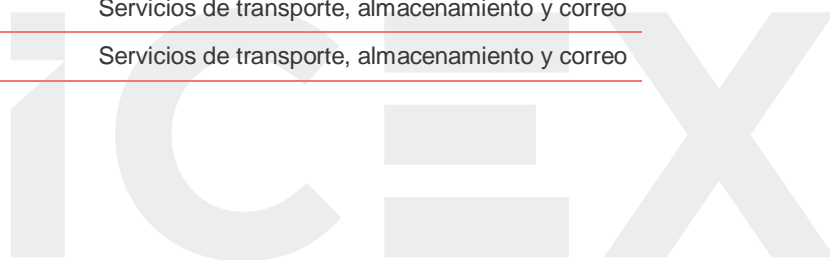 Servicios de transporte, almacenamiento y correo
Servicios de transporte, almacenamiento y correo
iCEX